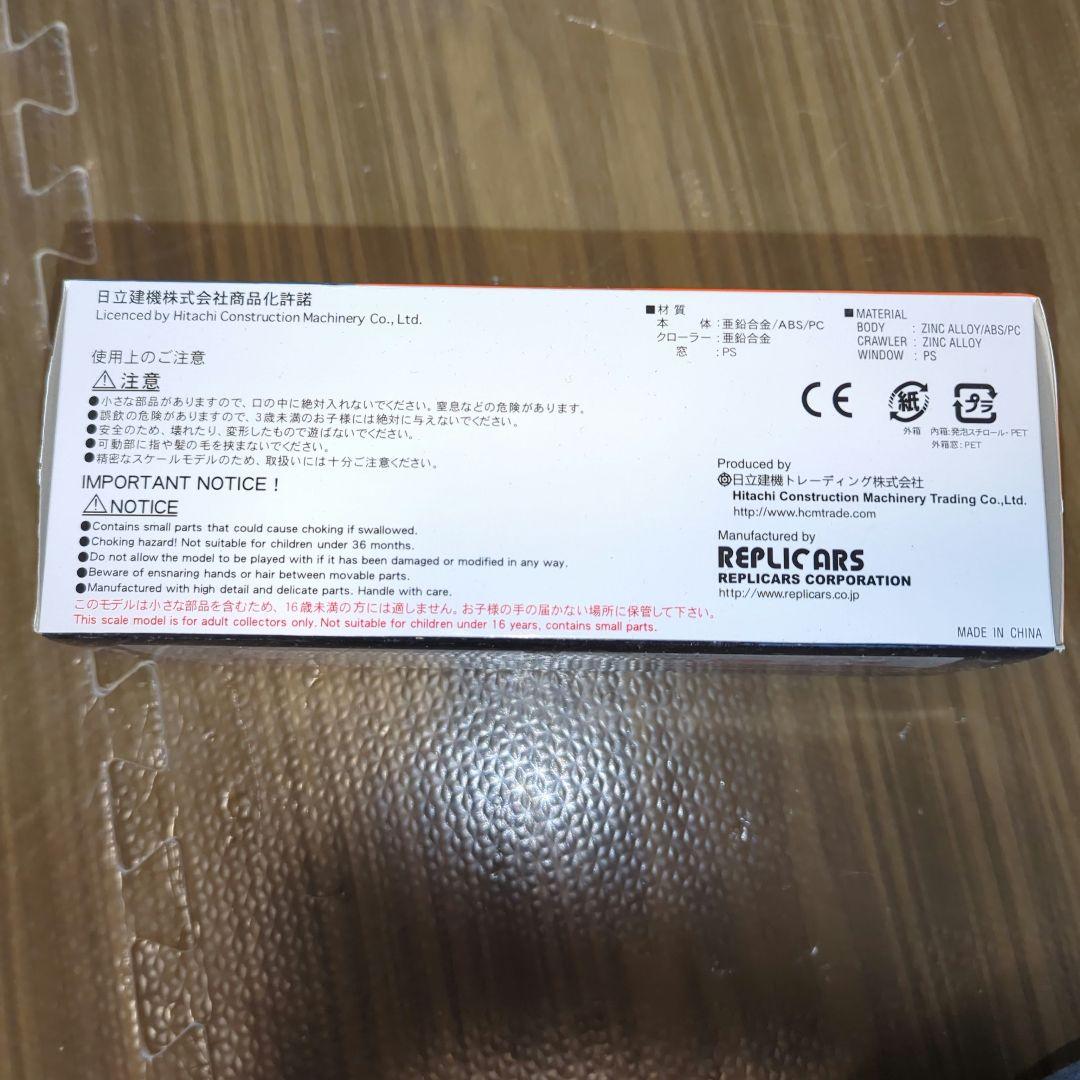 日立建機株式会社商品化許諾
Licenced by Hitachi Construction Machinery Co., Ltd.
使用上のご注意
⚠注意
●小さな部品がありますので、口の中に絶対入れないでください。窒息などの危険があります。
●誤飲の危険がありますので、3歳未満のお子様には絶対に与えないでください。
●安全のため、壊れたり、変形したもので遊ばないでください。
●可動部に指や髪の毛を挟まないでください。
●精密なスケールモデルのため、取扱いには十分ご注意ください。
IMPORTANT NOTICE!
⚠NOTICE
●Contains small parts that could cause choking if swallowed.
●Choking hazard! Not suitable for children under 36 months.
●Do not allow the model to be played with if it has been damaged or modified in any way.
●Beware of ensnaring hands or hair between movable parts.
●Manufactured with high detail and delicate parts. Handle with care.
このモデルは小さな部品を含むため、16歳未満の方には適しません。お子様の手の届かない場所に保管して下さい。
This scale model is for adult collectors only. Not suitable for children under 16 years, contains small parts.
■材質
本体:亜鉛合金/ABS/PC
クローラー:亜鉛合金
窓:PS
■MATERIAL
BODY : ZINC ALLOY/ABS/PC
CRAWLER : ZINC ALLOY
WINDOW : PS
CE
紙
外箱
プラ
内箱:発泡スチロール・PET
外箱窓:PET
Produced by
日立建機トレーディング株式会社
Hitachi Construction Machinery Trading Co.,Ltd.
http://www.hcmtrade.com
Manufactured by
REPLICARS
REPLICARS CORPORATION
http://www.replicars.co.jp
MADE IN CHINA